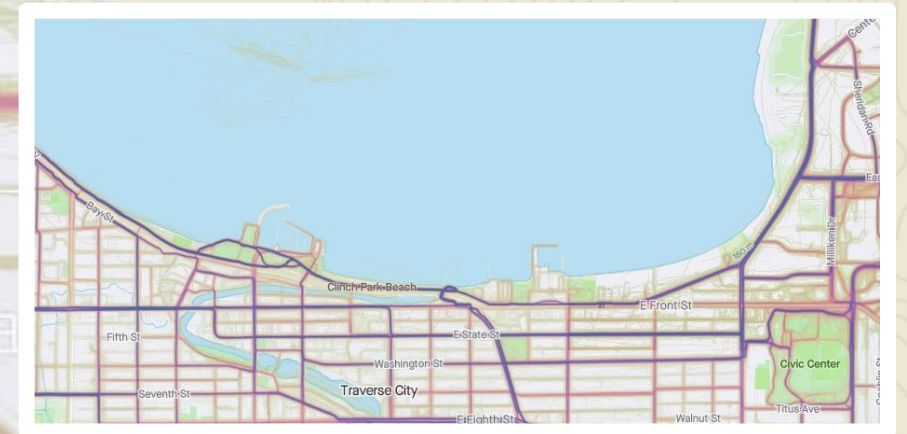 Sheridan Rd
Bay St
Milliken Dr
180 m
Clinch Park Beach
E Front St
Fifth St
E State St
Washington St
Civic Center
Traverse City
Seventh St
Titus Ave
E Eighth St
Walnut St